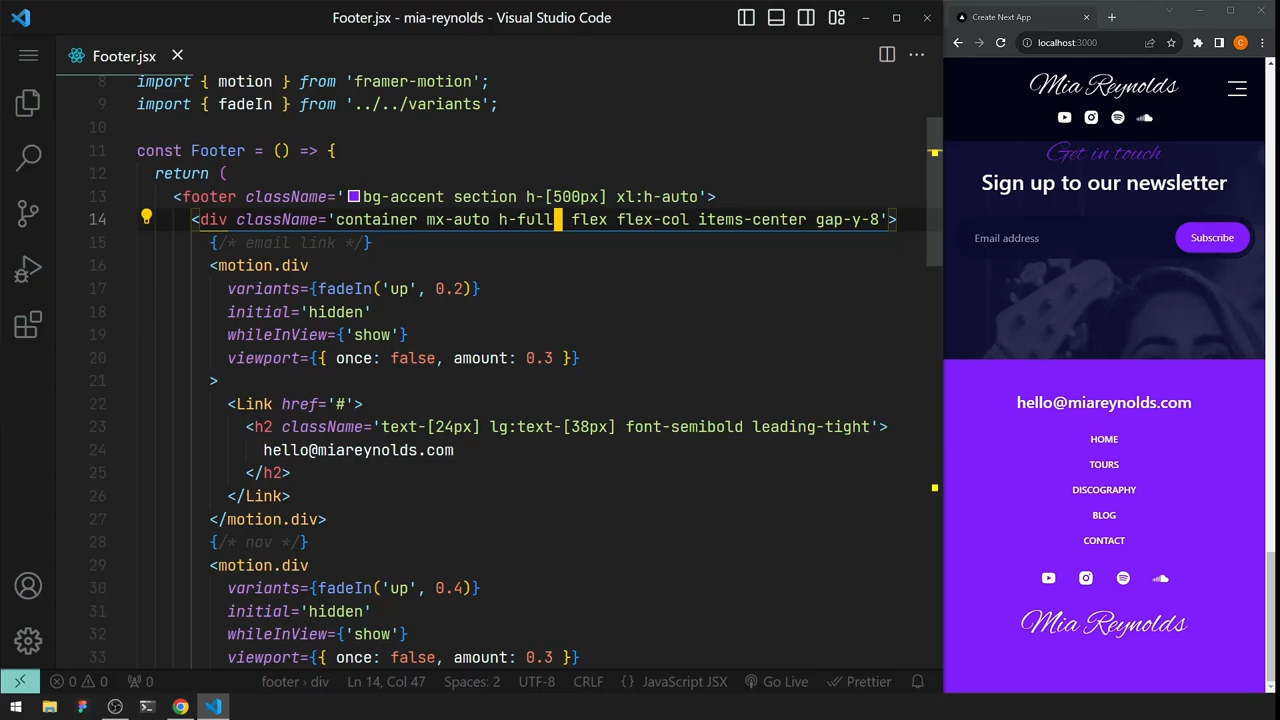 Footer.jsx - mia-reynolds - Visual Studio Code
Footer.jsx
8 import { motion } from 'framer-motion';
9 import { fadeIn } from '../../variants';
10
11 const Footer = () => {
12 return (
13 <footer className='bg-accent section h-[500px] xl:h-auto'>
14 <div className='container mx-auto h-full flex flex-col items-center gap-y-8'>
15 {/* email link */}
16 <motion.div
17 variants={fadeIn('up', 0.2)}
18 initial='hidden'
19 whileInView={'show'}
20 viewport={{ once: false, amount: 0.3 }}
21 >
22 <Link href='#'>
23 <h2 className='text-[24px] lg:text-[38px] font-semibold leading-tight'>
24 hello@miareynolds.com
25 </h2>
26 </Link>
27 </motion.div>
28 {/* nav */}
29 <motion.div
30 variants={fadeIn('up', 0.4)}
31 initial='hidden'
32 whileInView={'show'}
33 viewport={{ once: false, amount: 0.3 }}
0 0 0 footer > div Ln 14, Col 47 Spaces: 2 UTF-8 CRLF {} JavaScript JSX Go Live Prettier
Create Next App
localhost:3000
C
Mia Reynolds
Get in touch
Sign up to our newsletter
Email address Subscribe
hello@miareynolds.com
HOME
TOURS
DISCOGRAPHY
BLOG
CONTACT
Mia Reynolds